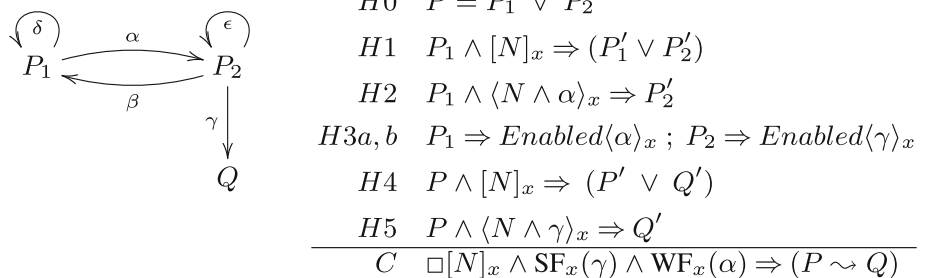 δ ϵ
α
P₁ P₂
β
γ
Q
H0 P = P₁ ∨ P₂
H1 P₁ ∧ [N]ₓ ⇒ (P₁′ ∨ P₂′)
H2 P₁ ∧ ⟨N ∧ α⟩ₓ ⇒ P₂′
H3a, b P₁ ⇒ Enabled⟨α⟩ₓ ; P₂ ⇒ Enabled⟨γ⟩ₓ
H4 P ∧ [N]ₓ ⇒ (P′ ∨ Q′)
H5 P ∧ ⟨N ∧ γ⟩ₓ ⇒ Q′
C □[N]ₓ ∧ SFₓ(γ) ∧ WFₓ(α) ⇒ (P ⇝ Q)